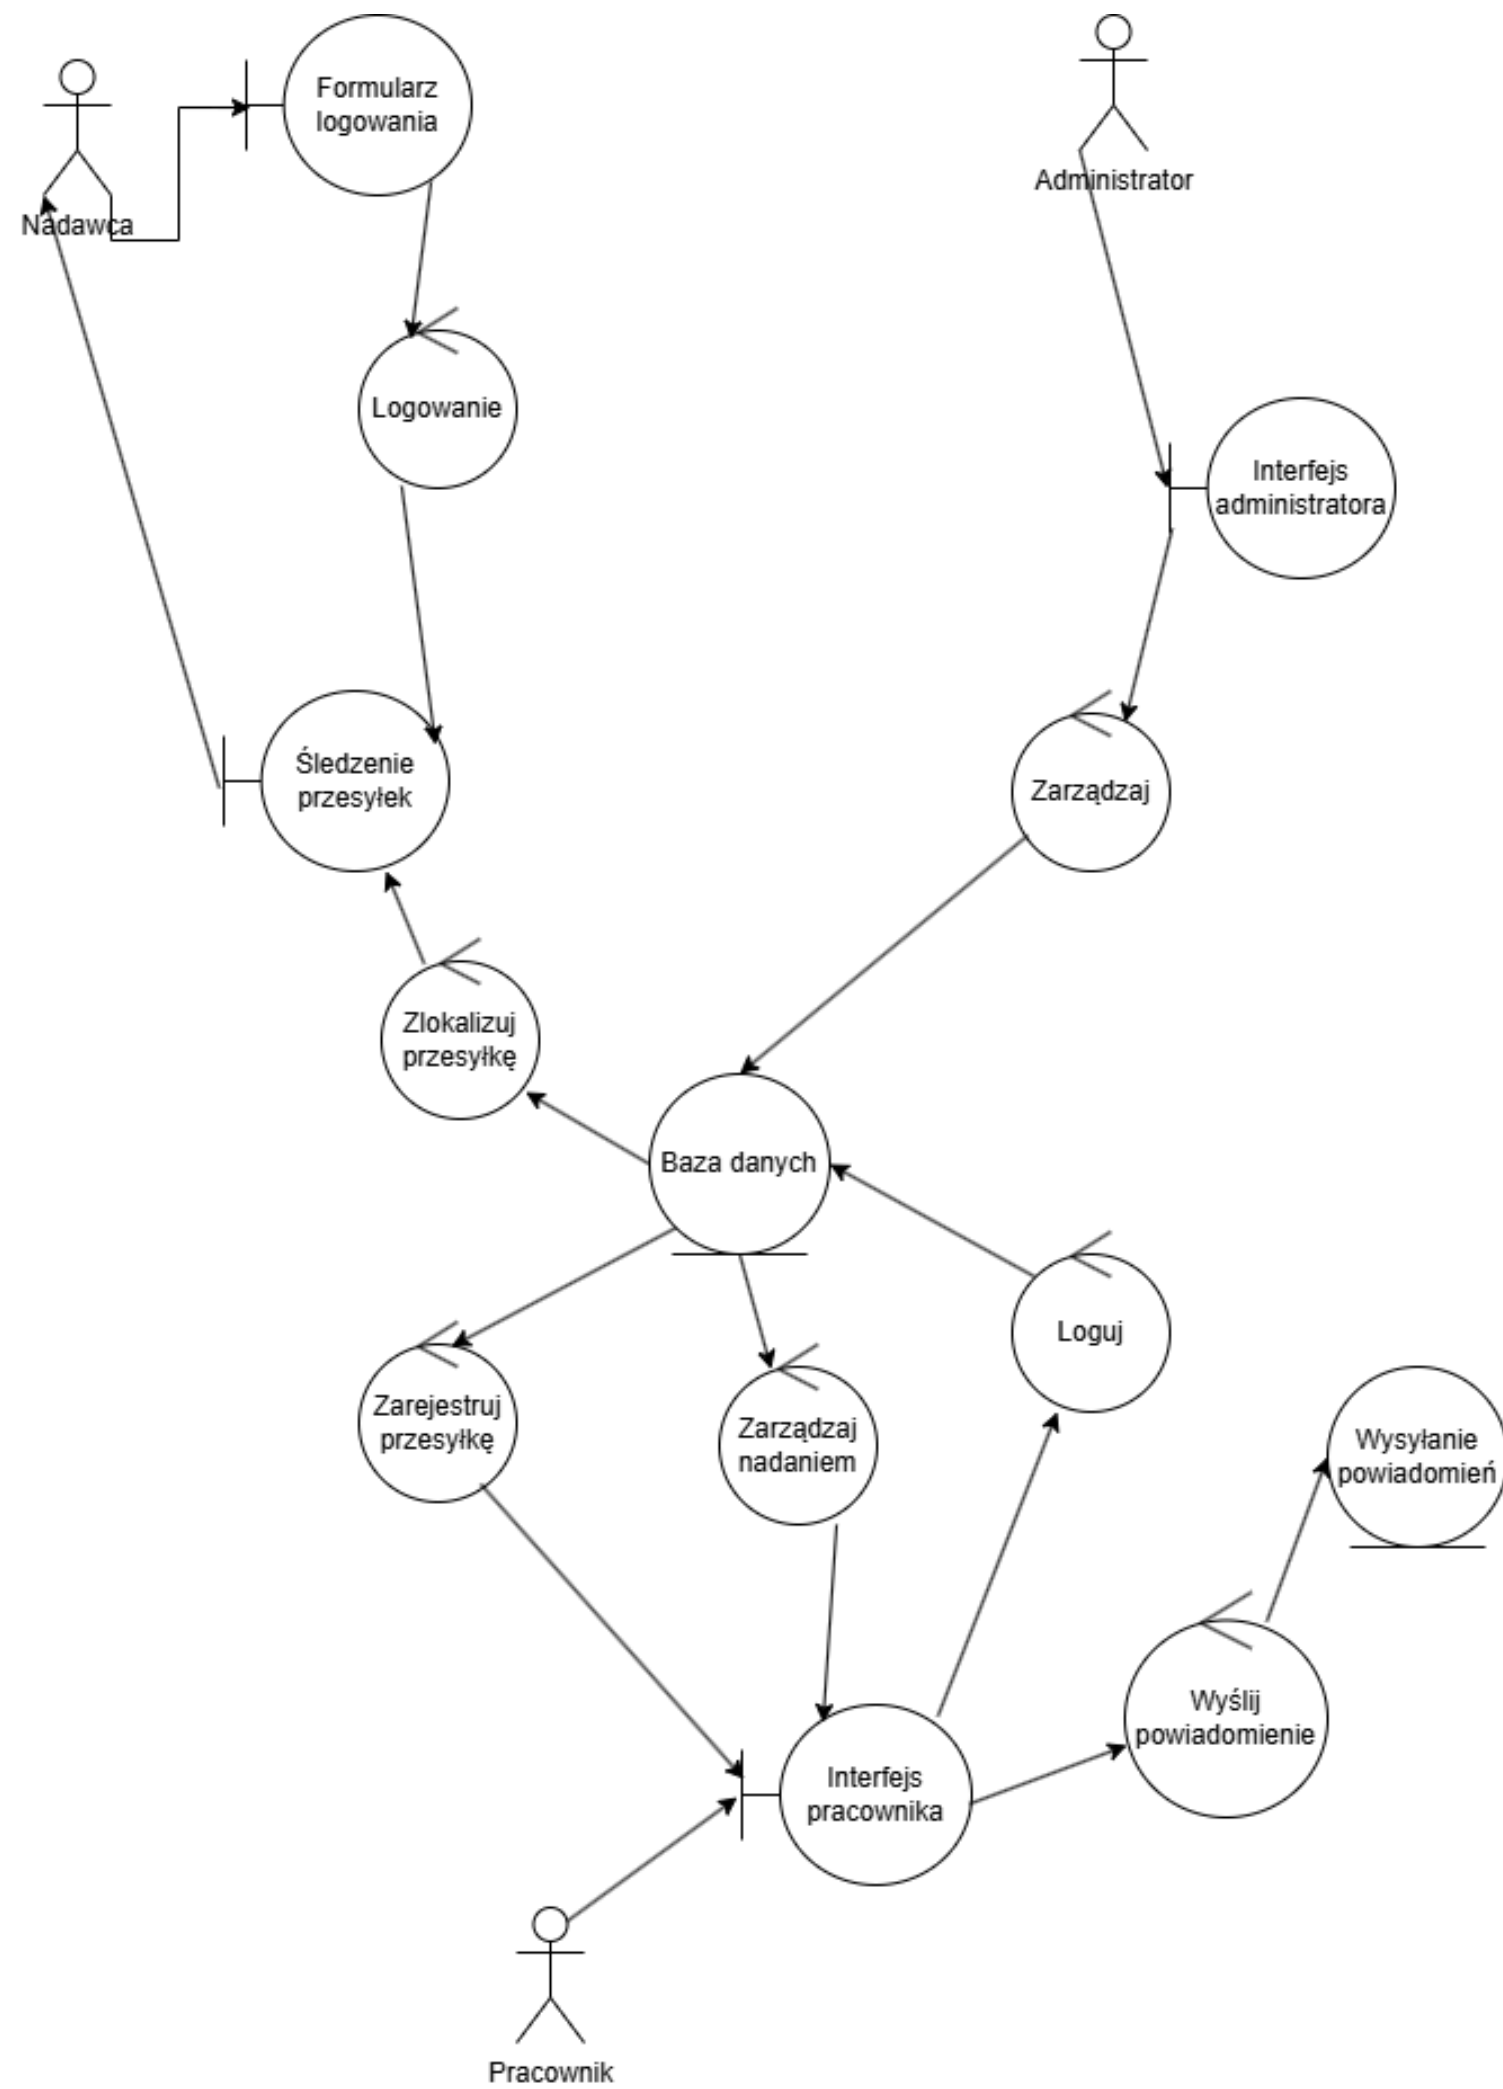 Formularz
logowania
Nadawca
Administrator
Logowanie
Interfejs
administratora
Śledzenie
przesyłek
Zarządzaj
Zlokalizuj
przesyłkę
Baza danych
Loguj
Zarejestruj
przesyłkę
Zarządzaj
nadaniem
Wysyłanie
powiadomień
Wyślij
powiadomienie
Interfejs
pracownika
Pracownik